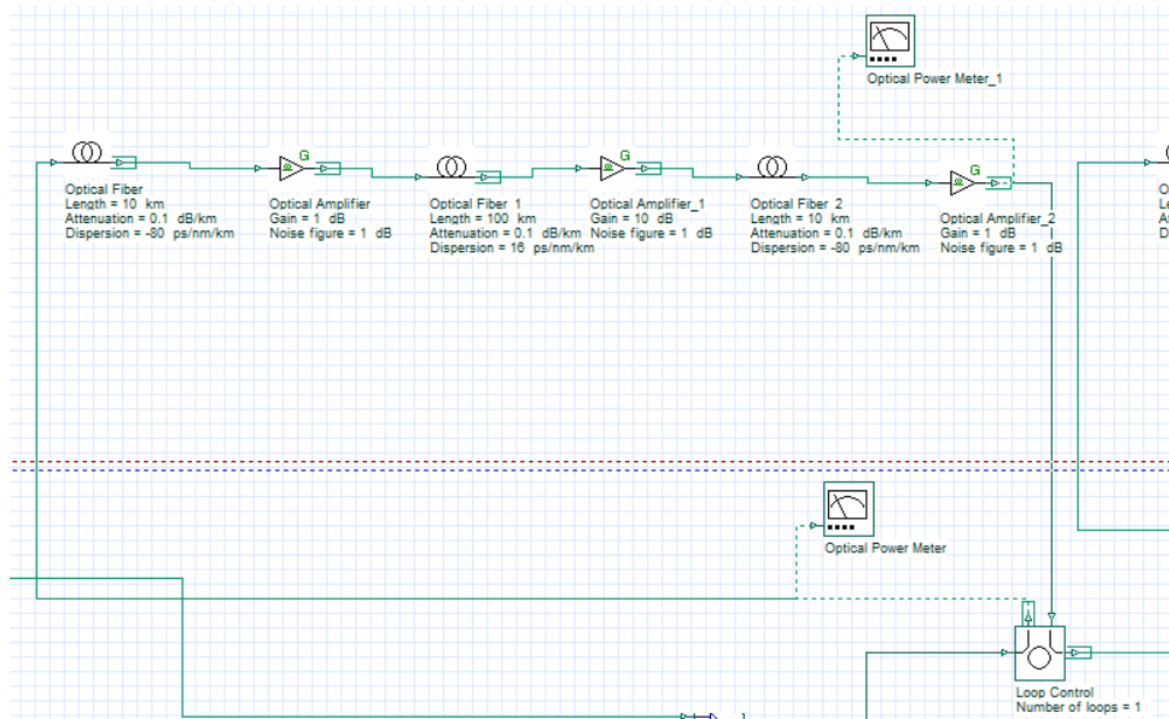 Optical Power Meter_1
G
G
G
Optical Fiber
Length = 10 km
Attenuation = 0.1 dB/km
Dispersion = -80 ps/nm/km
Optical Amplifier
Gain = 1 dB
Noise figure = 1 dB
Optical Fiber 1
Length = 100 km
Attenuation = 0.1 dB/km
Dispersion = 16 ps/nm/km
Optical Amplifier_1
Gain = 10 dB
Noise figure = 1 dB
Optical Fiber 2
Length = 10 km
Attenuation = 0.1 dB/km
Dispersion = -80 ps/nm/km
Optical Amplifier_2
Gain = 1 dB
Noise figure = 1 dB
Optical Power Meter
Loop Control
Number of loops = 1